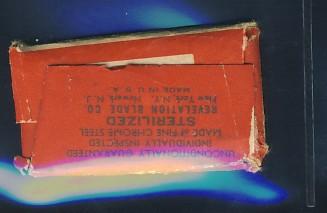 UNCONDITIONALLY GUARANTEED
INDIVIDUALLY INSPECTED
MADE of FINE CHROME STEEL
STERILIZED
REVELATION BLADE CO.
New York, N.Y. Newark, N.J.
MADE IN U.S.A.